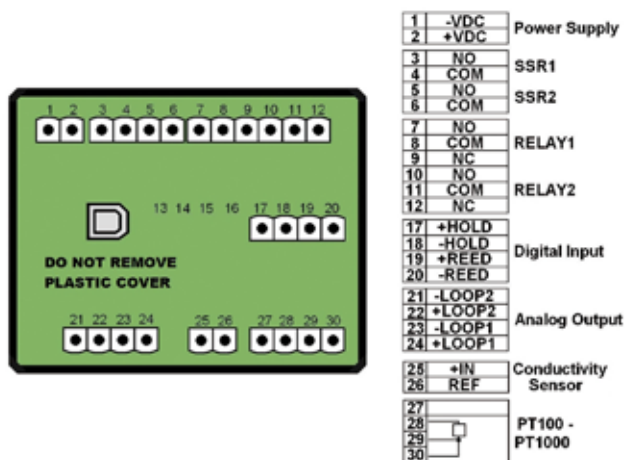 1 2 3 4 5 6 7 8 9 10 11 12
13 14 15 16 17 18 19 20
DO NOT REMOVE
PLASTIC COVER
21 22 23 24 25 26 27 28 29 30
1 -VDC
2 +VDC
Power Supply
3 NO
4 COM
SSR1
5 NO
6 COM
SSR2
7 NO
8 COM
9 NC
RELAY1
10 NO
11 COM
12 NC
RELAY2
17 +HOLD
18 -HOLD
19 +REED
20 -REED
Digital Input
21 -LOOP2
22 +LOOP2
23 -LOOP1
24 +LOOP1
Analog Output
25 +IN
26 REF
Conductivity
Sensor
27
28
29
30
PT100 -
PT1000